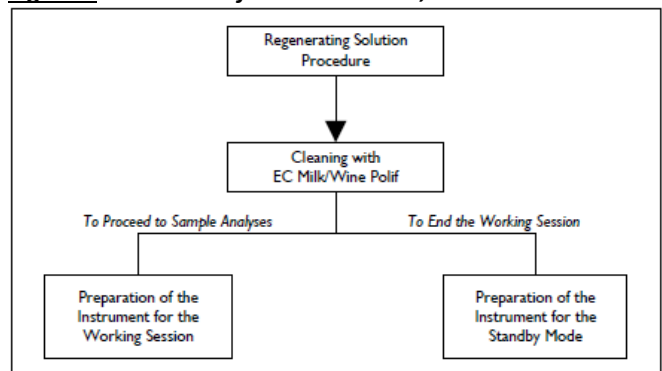 Regenerating Solution
Procedure
Cleaning with
EC Milk/Wine Polif
To Proceed to Sample Analyses
To End the Working Session
Preparation of the
Instrument for the
Working Session
Preparation of the
Instrument for the
Standby Mode